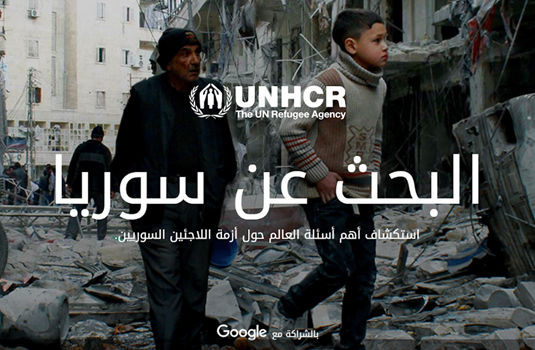 UNHCR
The UN Refugee Agency
البحث عن سوريا
استكشاف أهم أسئلة العالم حول أزمة اللاجئين السوريين.
بالشراكة مع Google